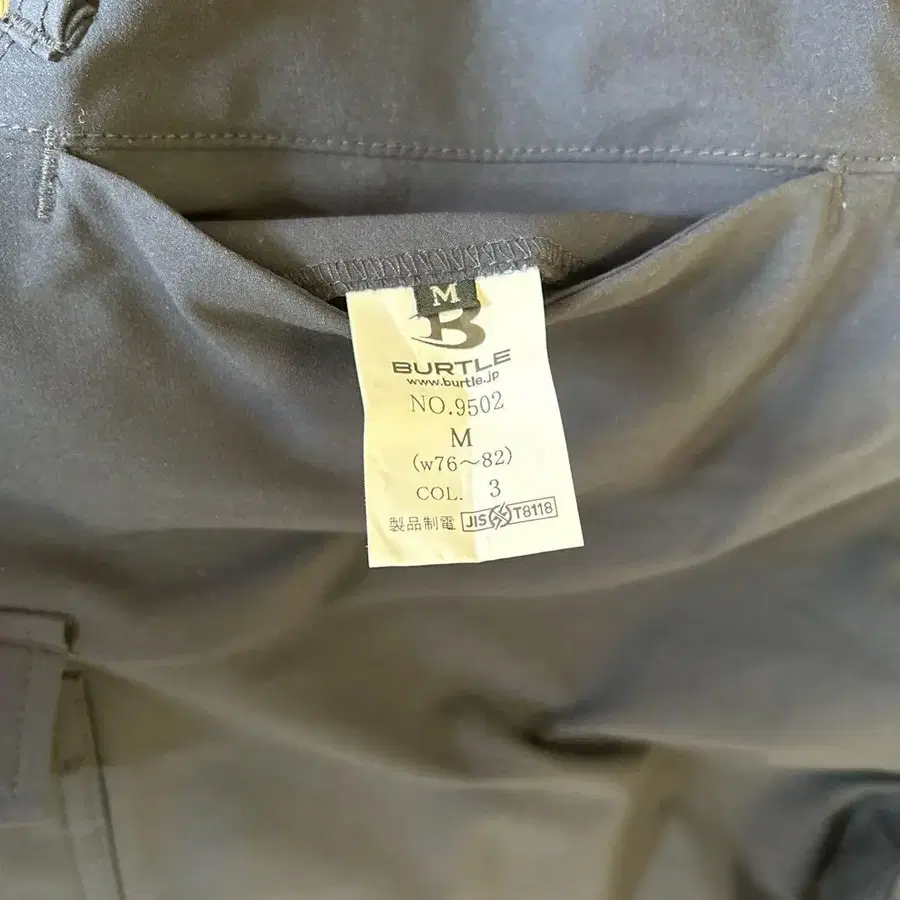 M
B
BURTLE
www.burtle.jp
NO.9502
M
(w76～82)
COL. 3
製品制電 JIS T8118